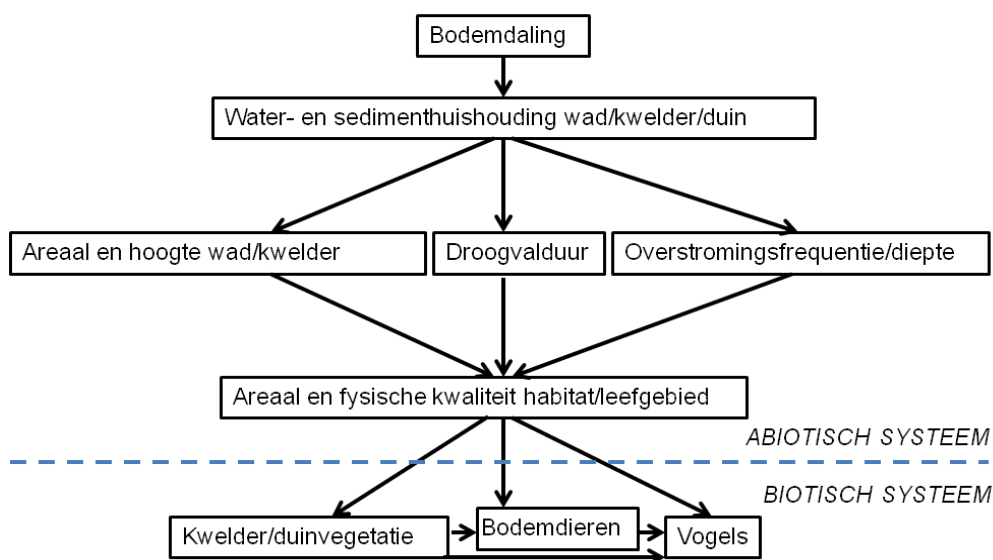 Bodemdaling
Water- en sedimenthuishouding wad/kwelder/duin
Areaal en hoogte wad/kwelder
Droogvalduur
Overstromingsfrequentie/diepte
Areaal en fysische kwaliteit habitat/leefgebied
ABIOTISCH SYSTEEM
BIOTISCH SYSTEEM
Kwelder/duinvegetatie
Bodemdieren
Vogels